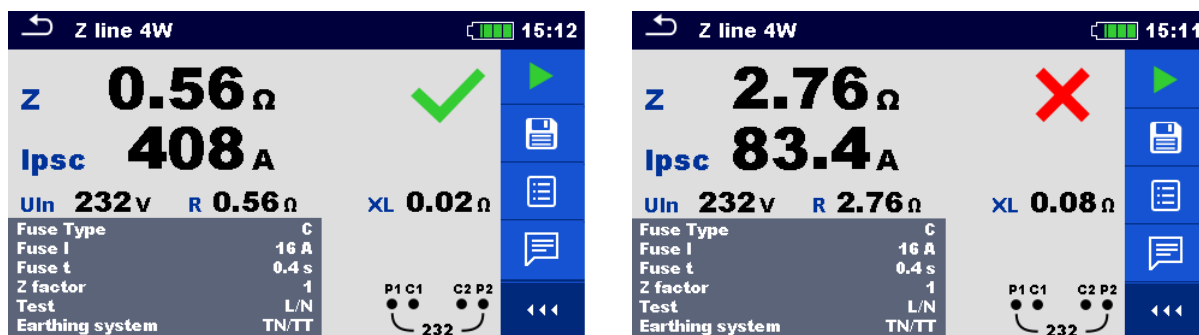 Z line 4W 15:12
Z 0.56 Ω
Ipsc 408 A
Uln 232 V R 0.56 Ω XL 0.02 Ω
Fuse Type C
Fuse I 16 A
Fuse t 0.4 s
Z factor 1
Test L/N
Earthing system TN/TT
P1 C1 C2 P2
232
Z line 4W 15:11
Z 2.76 Ω
Ipsc 83.4 A
Uln 232 V R 2.76 Ω XL 0.08 Ω
Fuse Type C
Fuse I 16 A
Fuse t 0.4 s
Z factor 1
Test L/N
Earthing system TN/TT
P1 C1 C2 P2
232